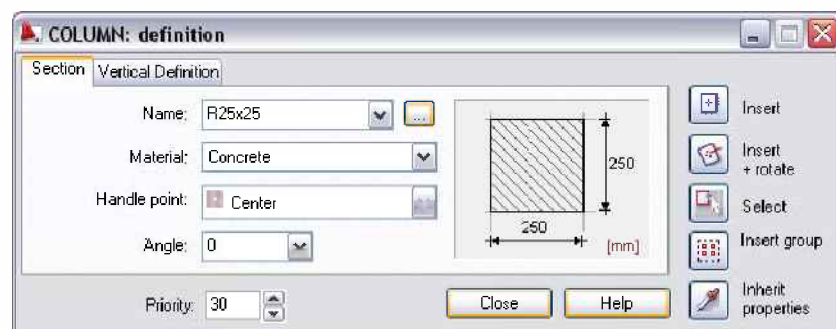 COLUMN: definition
Section Vertical Definition
Name: R25x25 ...
Material: Concrete
Handle point: Center
Angle: 0
Priority: 30
250
250
[mm]
Close Help
Insert
Insert
+ rotate
Select
Insert group
Inherit
properties